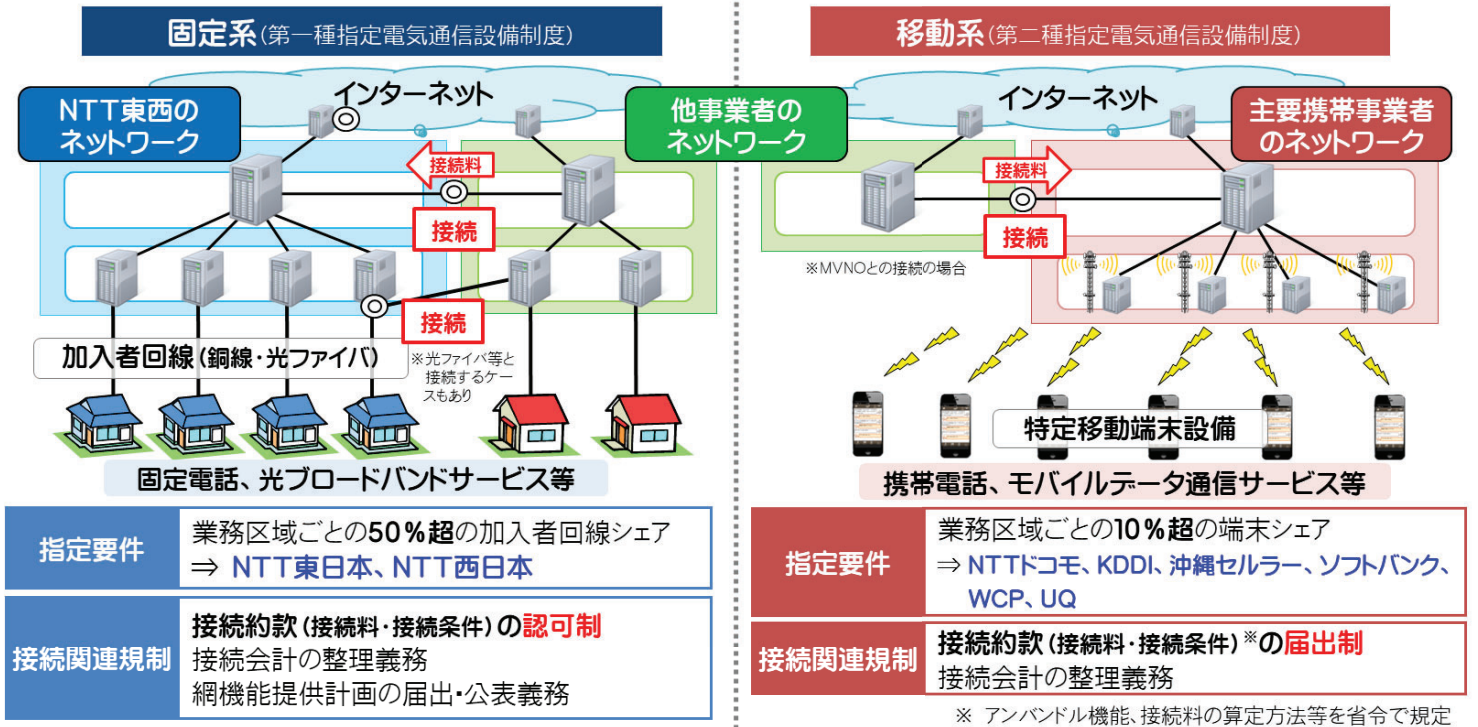 固定系(第一種指定電気通信設備制度)
インターネット
NTT東西の
ネットワーク
他事業者の
ネットワーク
接続料
接続
接続
加入者回線(銅線・光ファイバ)
※光ファイバ等と
接続するケー
スもあり
固定電話、光ブロードバンドサービス等
指定要件
業務区域ごとの50%超の加入者回線シェア
⇒ NTT東日本、NTT西日本
接続関連規制
接続約款(接続料・接続条件)の認可制
接続会計の整理義務
網機能提供計画の届出・公表義務
移動系(第二種指定電気通信設備制度)
インターネット
主要携帯事業者
のネットワーク
接続料
接続
※MVNOとの接続の場合
特定移動端末設備
携帯電話、モバイルデータ通信サービス等
指定要件
業務区域ごとの10%超の端末シェア
⇒ NTTドコモ、KDDI、沖縄セルラー、ソフトバンク、
WCP、UQ
接続関連規制
接続約款(接続料・接続条件)※の届出制
接続会計の整理義務
※ アンバンドル機能、接続料の算定方法等を省令で規定